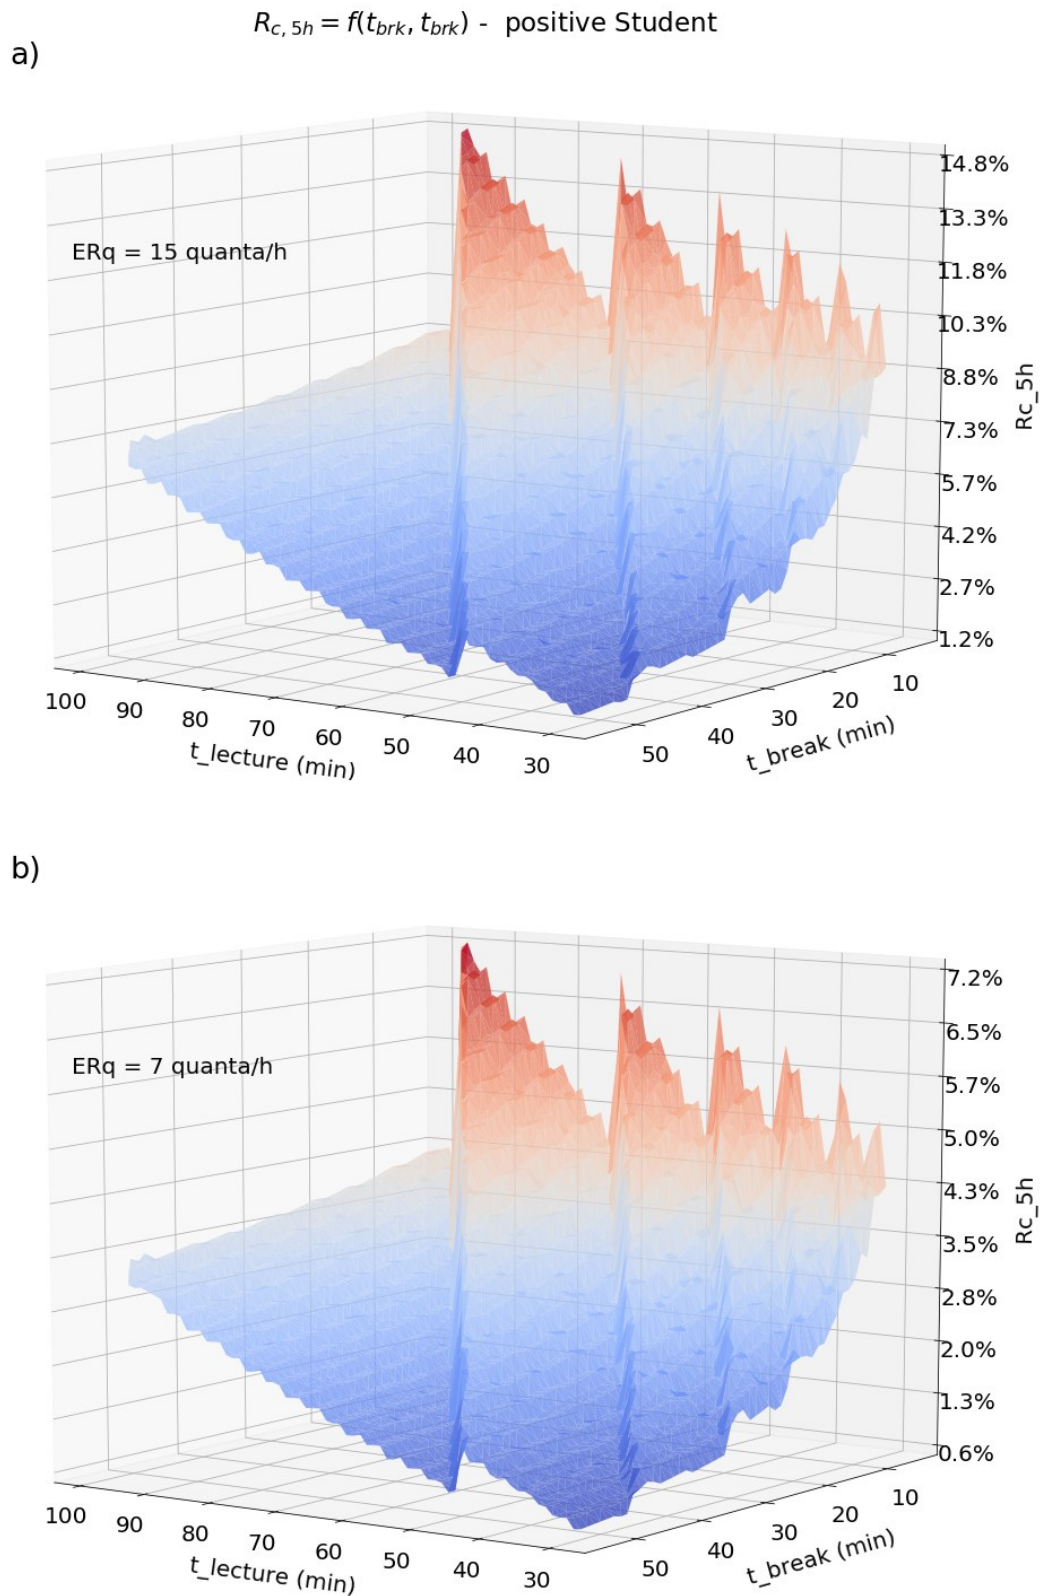 R_{c, 5h} = f(t_{brk}, t_{brk}) - positive Student
a)
ERq = 15 quanta/h
14.8%
13.3%
11.8%
10.3%
8.8%
7.3%
5.7%
4.2%
2.7%
1.2%
Rc_5h
100 90 80 70 60 50 40 30
t_lecture (min)
50 40 30 20 10
t_break (min)
b)
ERq = 7 quanta/h
7.2%
6.5%
5.7%
5.0%
4.3%
3.5%
2.8%
2.0%
1.3%
0.6%
Rc_5h
100 90 80 70 60 50 40 30
t_lecture (min)
50 40 30 20 10
t_break (min)